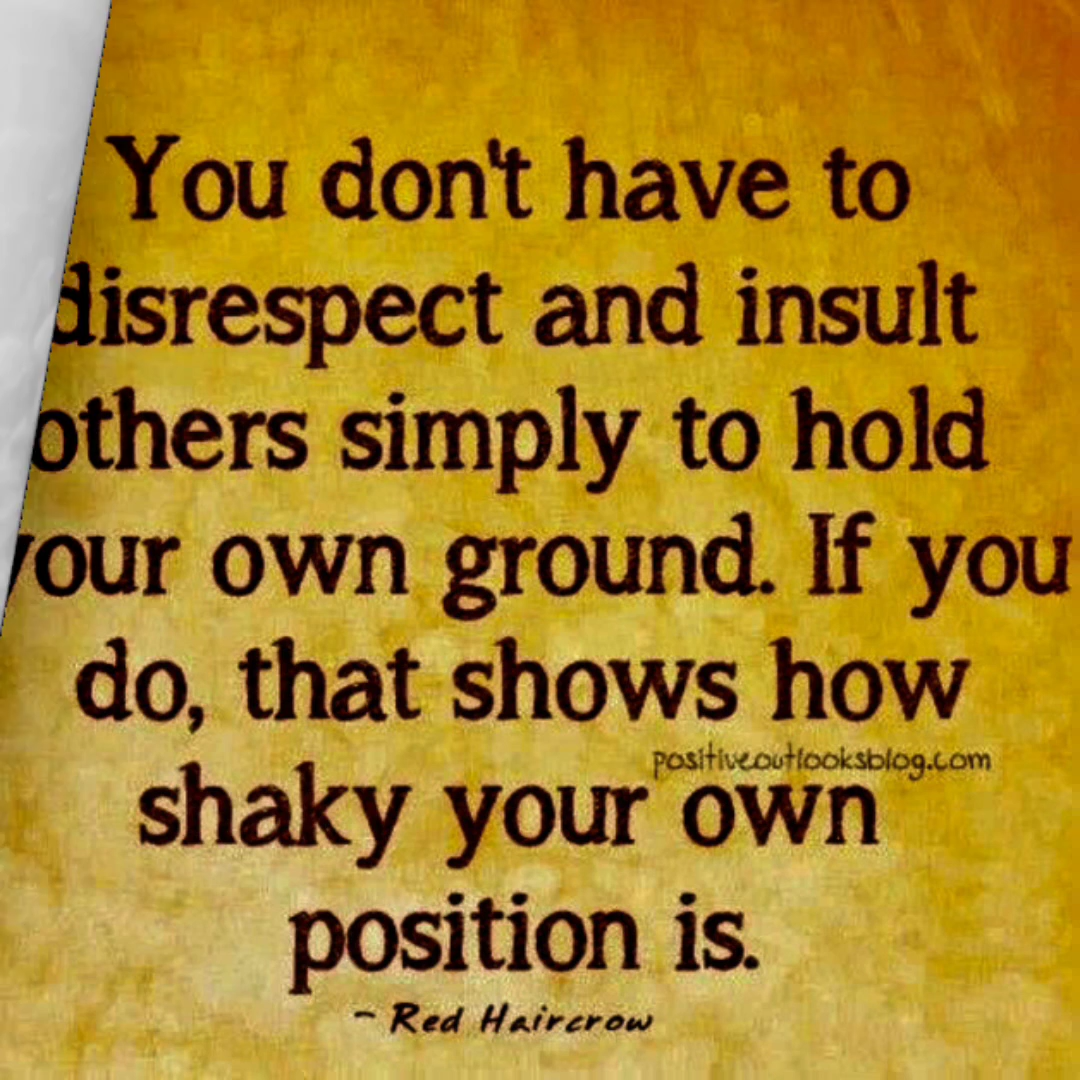 You don't have to
disrespect and insult
others simply to hold
your own ground. If you
do, that shows how
positiveoutlooksblog.com
shaky your own
position is.
~ Red Haircrow